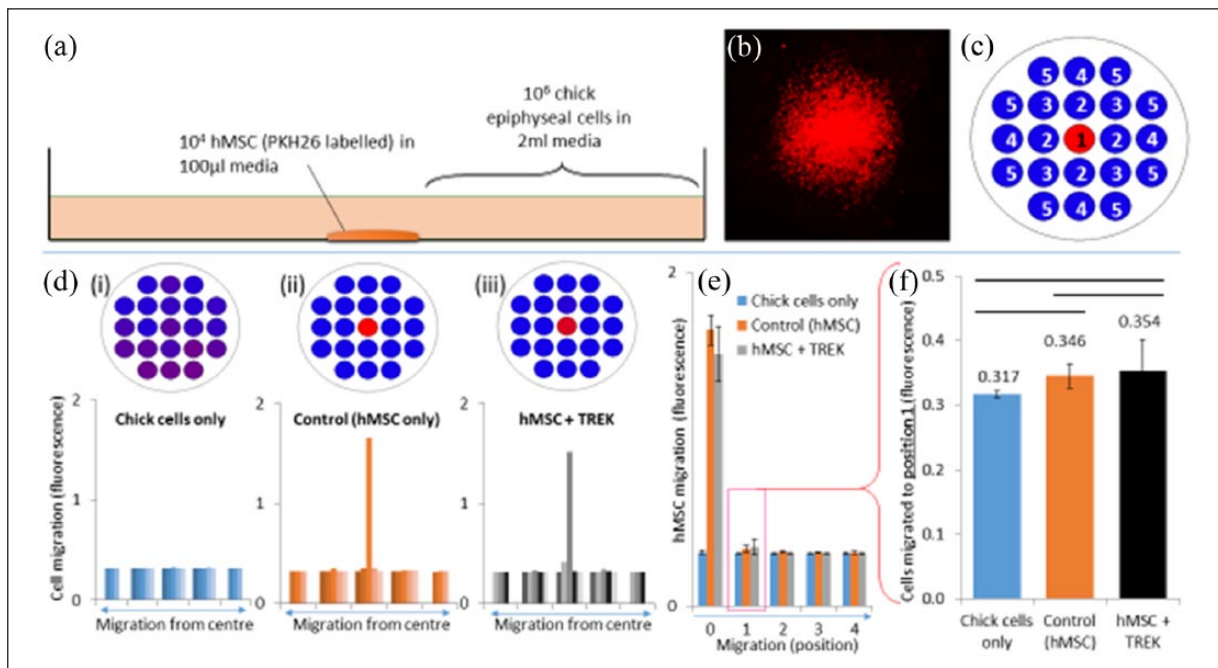 (a)
10⁴ hMSC (PKH26 labelled) in
100µl media
10⁶ chick
epiphyseal cells in
2ml media
(b)
(c)
5 4 5
5 3 2 3 5
4 2 1 2 4
5 3 2 3 5
5 4 5
(d)
(i)
(ii)
(iii)
Chick cells only
Control (hMSC only)
hMSC + TREK
Cell migration (fluorescence)
2
1
0
2
1
0
2
1
0
Migration from centre
Migration from centre
Migration from centre
(e)
hMSC migration (fluorescence)
2
1
0
Chick cells only
Control (hMSC)
hMSC + TREK
0 1 2 3 4
Migration (position)
(f)
Cells migrated to position 1 (fluorescence)
0.5
0.4
0.3
0.2
0.1
0.0
0.317
0.346
0.354
Chick cells
only
Control
(hMSC)
hMSC +
TREK